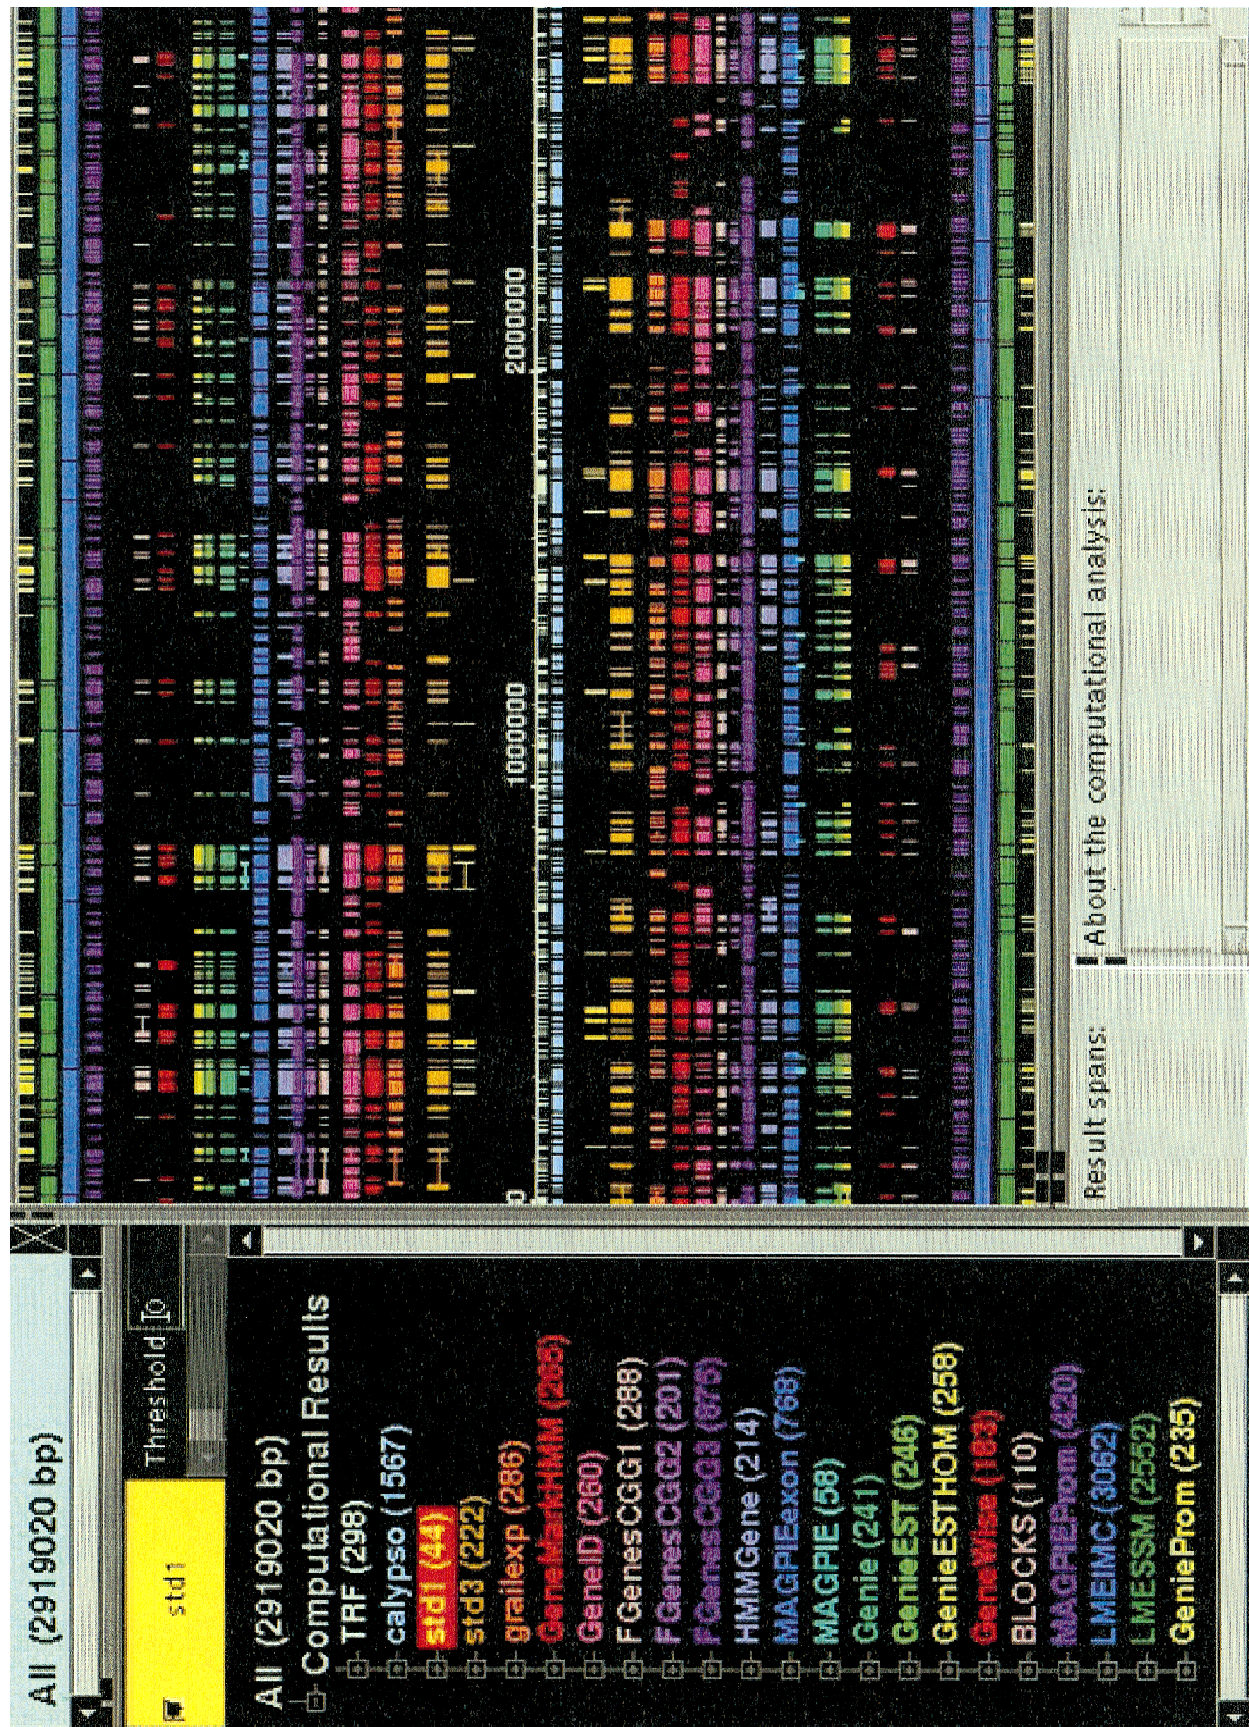 All (2919020 bp)
std1
Threshold
All (2919020 bp)
Computational Results
TRF (298)
calypso (1567)
std1 (44)
std3 (222)
grailexp (286)
GeneID (260)
FGenesCGG1 (288)
FGenesCGG2 (201)
HMMGene (214)
MAGPIEexon (768)
MAGPIE (58)
Genie (241)
GenieEST (246)
GenieESTHOM (258)
GeneWise (183)
BLOCKS (110)
MAGPIEProm (420)
LMEIMC (3062)
LMESSM (2552)
GenieProm (235)
0
1000000
2000000
Result spans:
About the computational analysis: